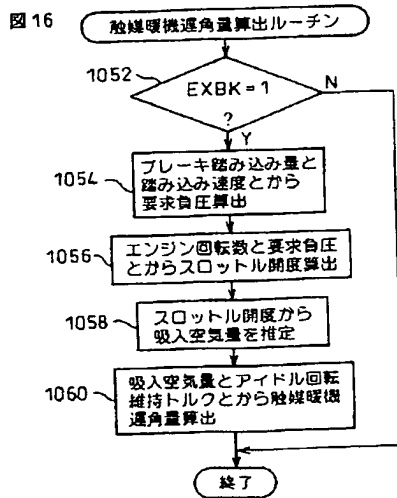 図16
触媒暖機遅角量算出ルーチン
1052
EXBK=1
?
N
Y
1054
ブレーキ踏み込み量と
踏み込み速度とから
要求負圧算出
1056
エンジン回転数と要求負圧
とからスロットル開度算出
1058
スロットル開度から
吸入空気量を推定
1060
吸入空気量とアイドル回転
維持トルクとから触媒暖機
遅角量算出
終了